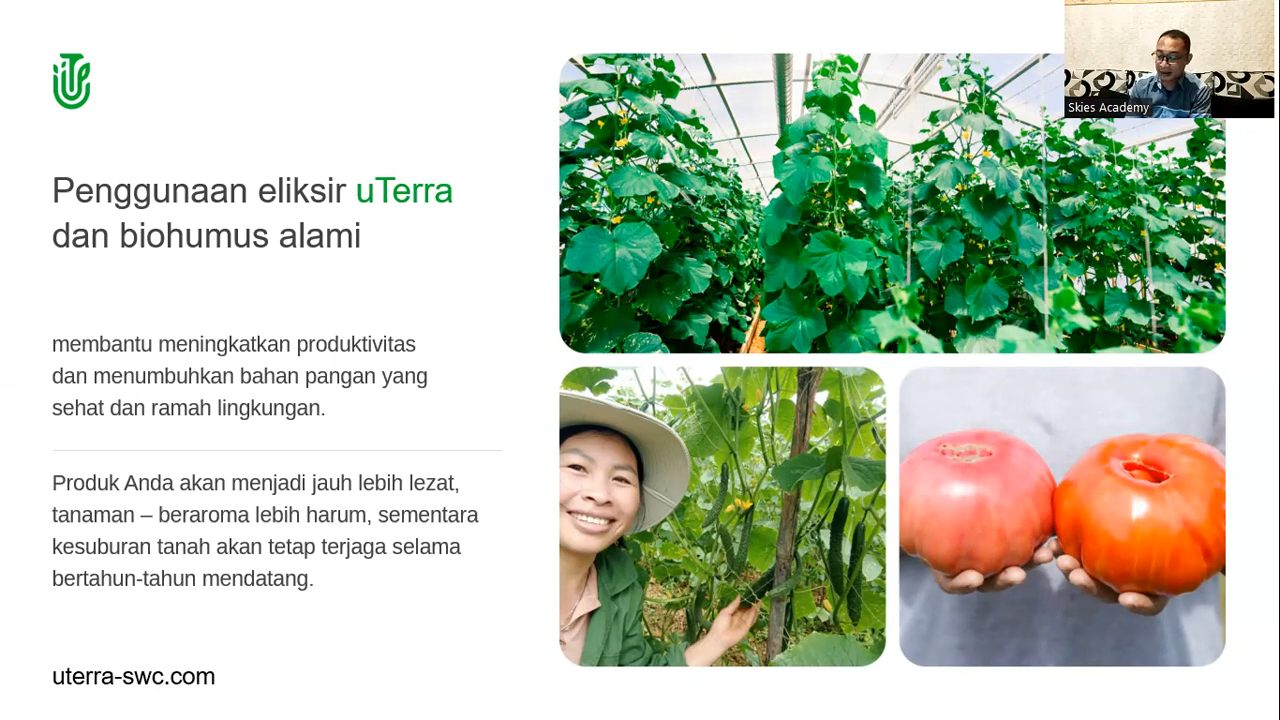 Skies Academy
Penggunaan eliksir uTerra
dan biohumus alami
membantu meningkatkan produktivitas
dan menumbuhkan bahan pangan yang
sehat dan ramah lingkungan.
Produk Anda akan menjadi jauh lebih lezat,
tanaman – beraroma lebih harum, sementara
kesuburan tanah akan tetap terjaga selama
bertahun-tahun mendatang.
uterra-swc.com